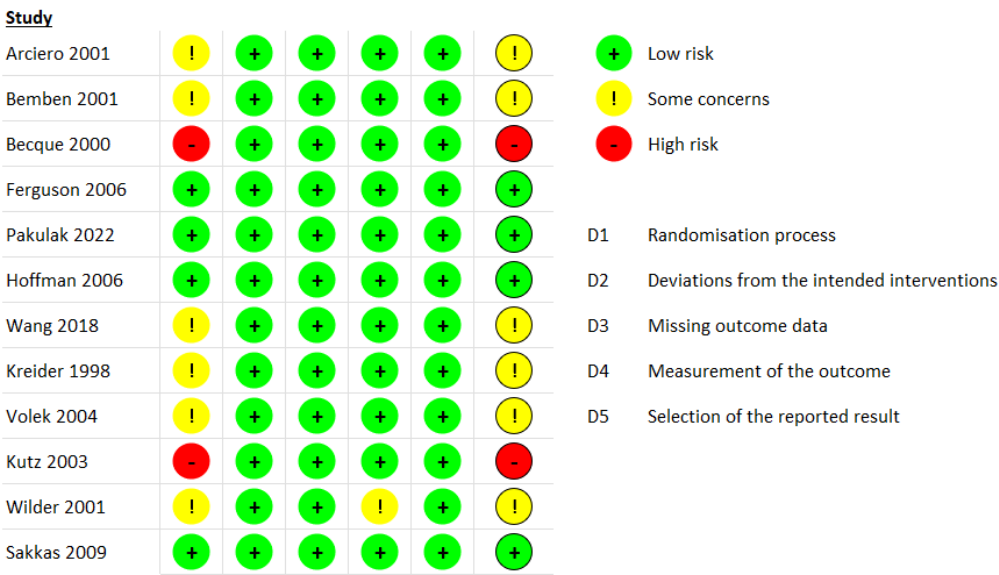 Study
Arciero 2001 ! + + + + !
Bemben 2001 ! + + + + !
Becque 2000 - + + + + -
Ferguson 2006 + + + + + +
Pakulak 2022 + + + + + +
Hoffman 2006 + + + + + +
Wang 2018 ! + + + + !
Kreider 1998 ! + + + + !
Volek 2004 ! + + + + !
Kutz 2003 - + + + + -
Wilder 2001 ! + + ! + !
Sakkas 2009 + + + + + +
+ Low risk
! Some concerns
- High risk
D1 Randomisation process
D2 Deviations from the intended interventions
D3 Missing outcome data
D4 Measurement of the outcome
D5 Selection of the reported result